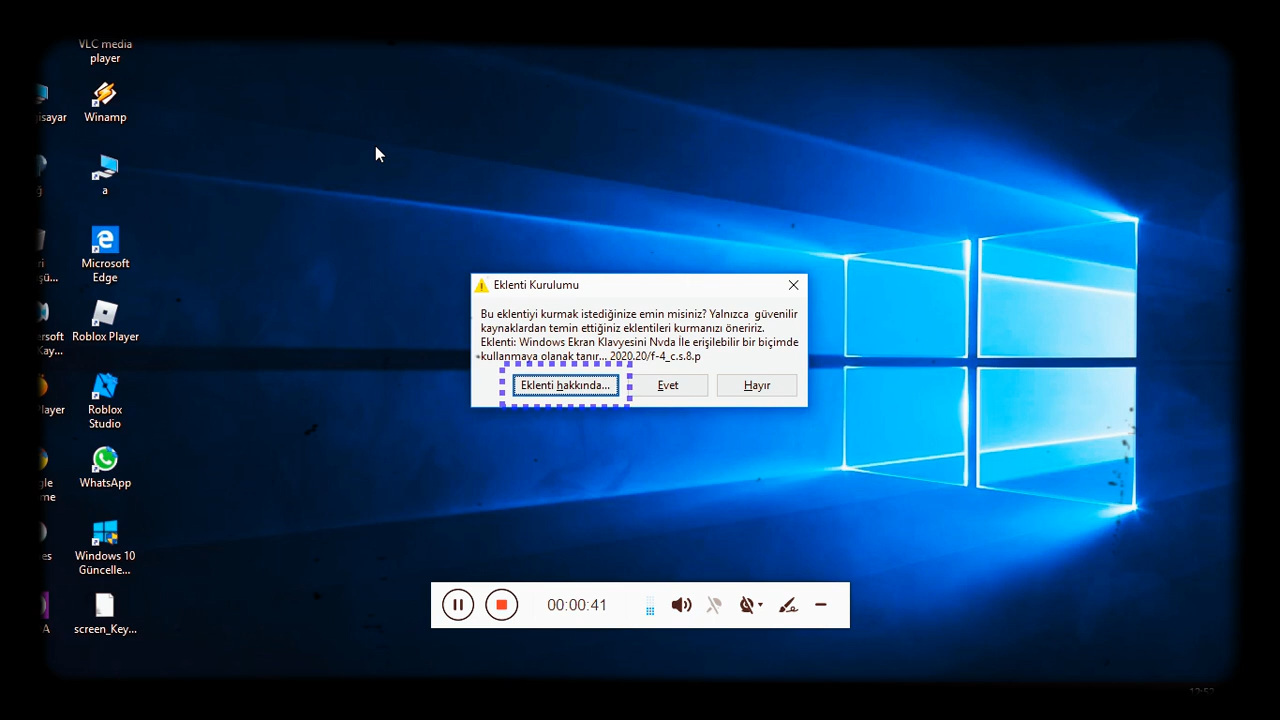 VLC media
player
Winamp
a
Microsoft
Edge
Roblox Player
Roblox
Studio
WhatsApp
Windows 10
Güncelle...
screen_Key...
Eklenti Kurulumu
Bu eklentiyi kurmak istediğinize emin misiniz? Yalnızca güvenilir
kaynaklardan temin ettiğiniz eklentileri kurmanızı öneririz.
Eklenti: Windows Ekran Klavyesini Nvda İle erişilebilir bir biçimde
kullanmaya olanak tanır... 2020.20/f-4_c.s.8.p
Eklenti hakkında...
Evet
Hayır
00:00:41